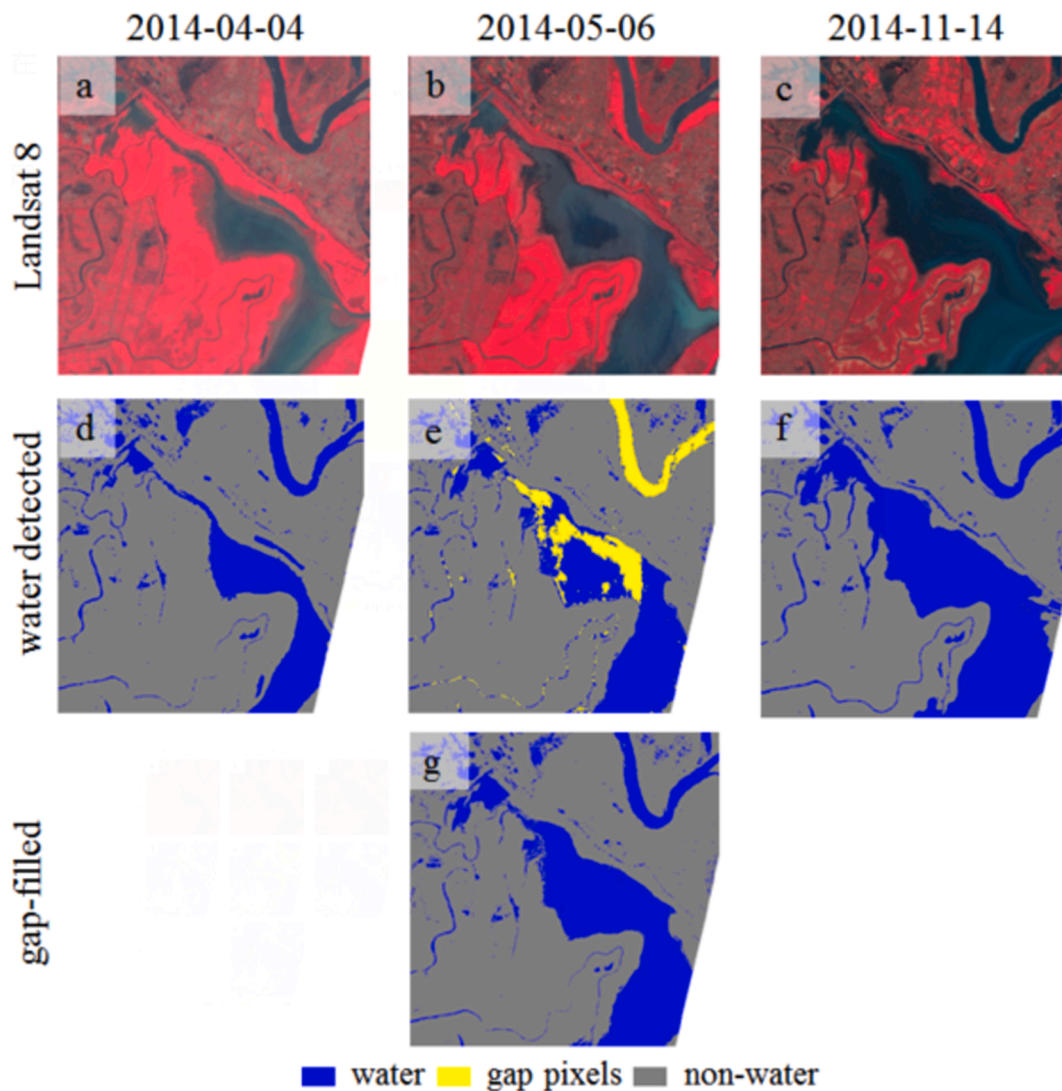 2014-04-04 2014-05-06 2014-11-14
a b c
Landsat 8
d e f
water detected
g
gap-filled
water gap pixels non-water